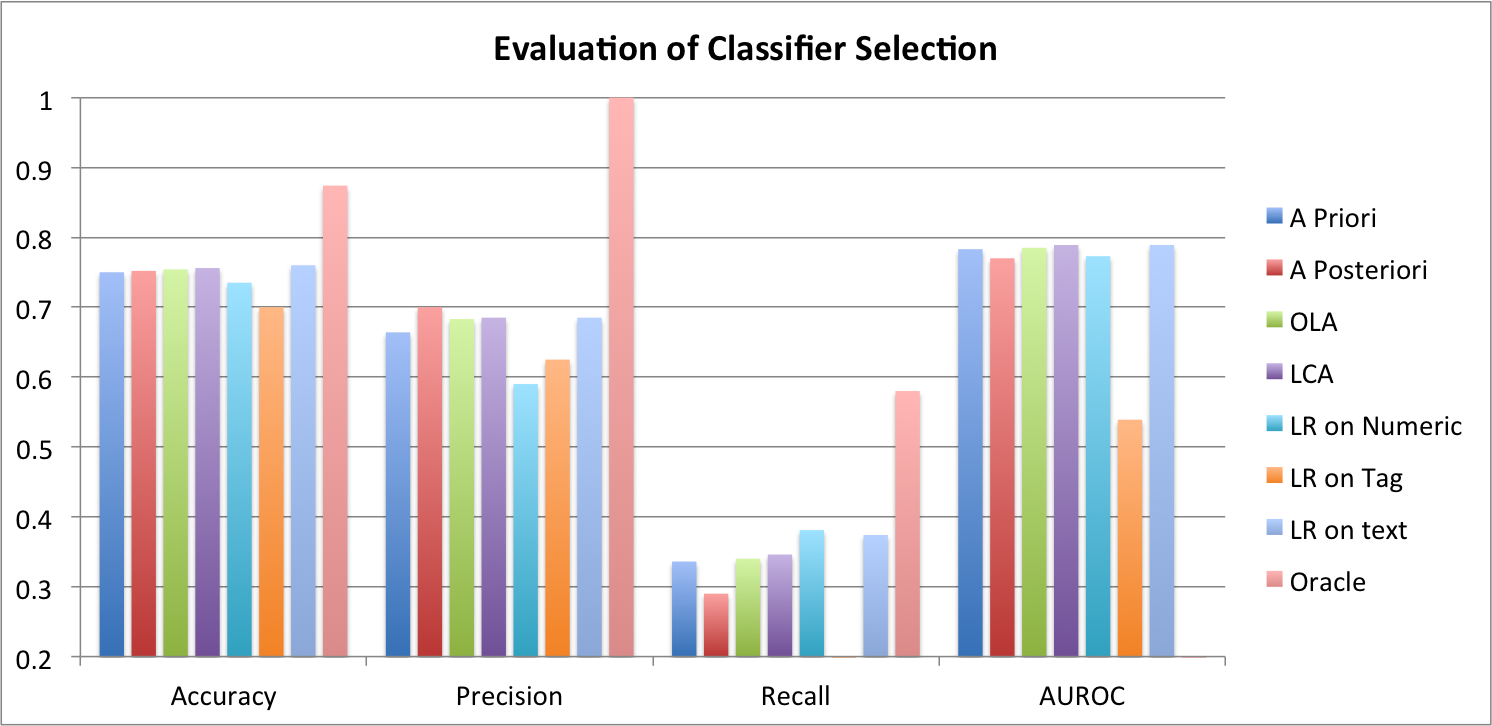 Evaluation of Classifier Selection
1
0.9
0.8
0.7
0.6
0.5
0.4
0.3
0.2
Accuracy Precision Recall AUROC
A Priori
A Posteriori
OLA
LCA
LR on Numeric
LR on Tag
LR on text
Oracle